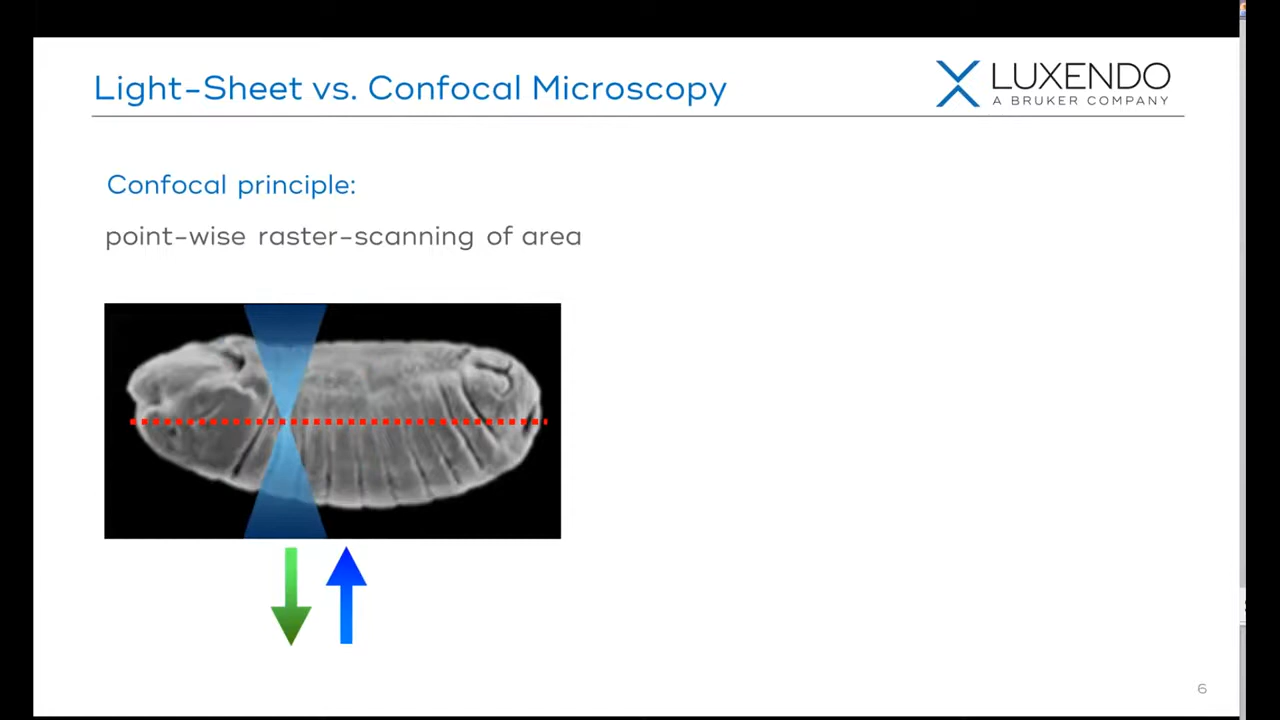 Light-Sheet vs. Confocal Microscopy
LUXENDO
A BRUKER COMPANY
Confocal principle:
point-wise raster-scanning of area
6